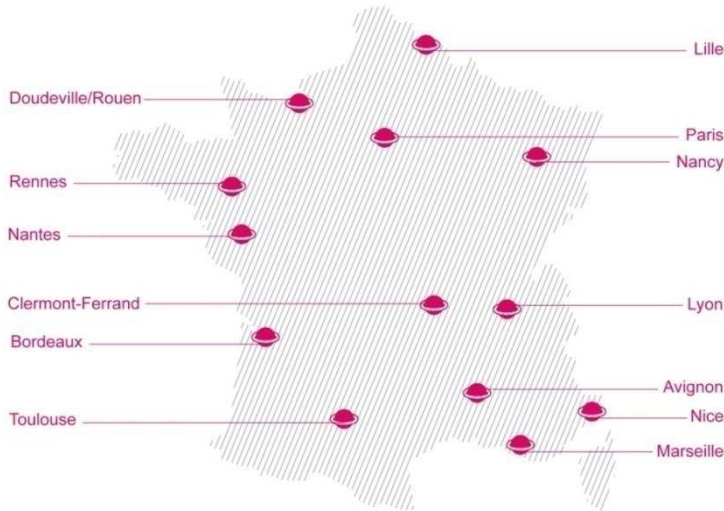 Lille
Doudeville/Rouen
Paris
Nancy
Rennes
Nantes
Clermont-Ferrand
Lyon
Bordeaux
Avignon
Nice
Toulouse
Marseille